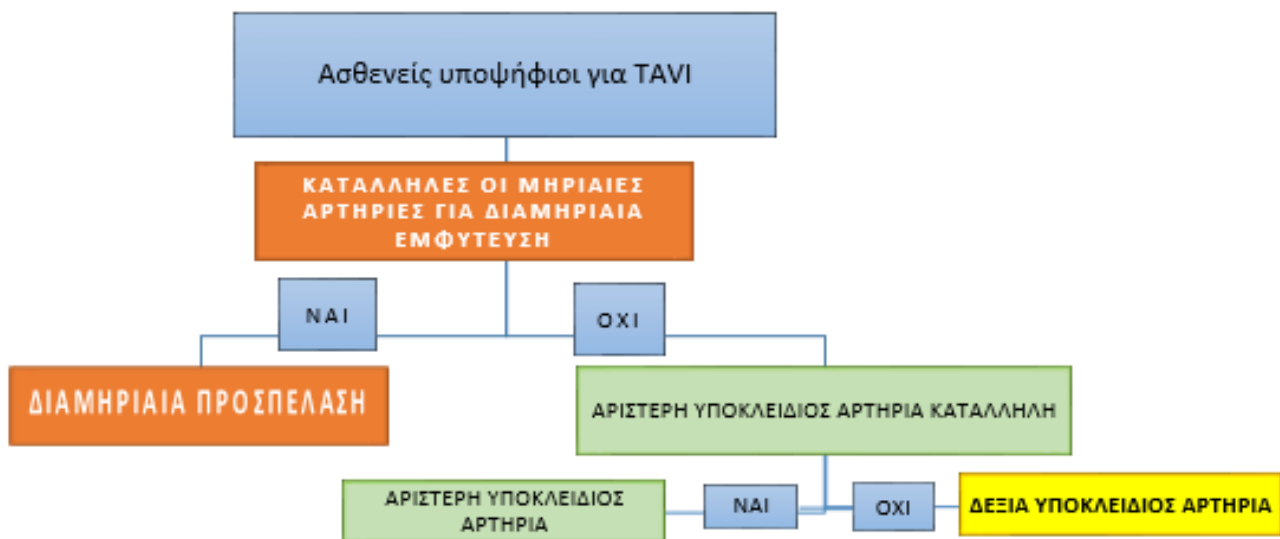 Ασθενείς υποψήφιοι για TAVI
ΚΑΤΑΛΛΗΛΕΣ ΟΙ ΜΗΡΙΑΙΕΣ
ΑΡΤΗΡΙΕΣ ΓΙΑ ΔΙΑΜΗΡΙΑΙΑ
ΕΜΦΥΤΕΥΣΗ
ΝΑΙ
ΟΧΙ
ΔΙΑΜΗΡΙΑΙΑ ΠΡΟΣΠΕΛΑΣΗ
ΑΡΙΣΤΕΡΗ ΥΠΟΚΛΕΙΔΙΟΣ ΑΡΤΗΡΙΑ ΚΑΤΑΛΛΗΛΗ
ΑΡΙΣΤΕΡΗ ΥΠΟΚΛΕΙΔΙΟΣ
ΑΡΤΗΡΙΑ
ΝΑΙ
ΟΧΙ
ΔΕΞΙΑ ΥΠΟΚΛΕΙΔΙΟΣ ΑΡΤΗΡΙΑ